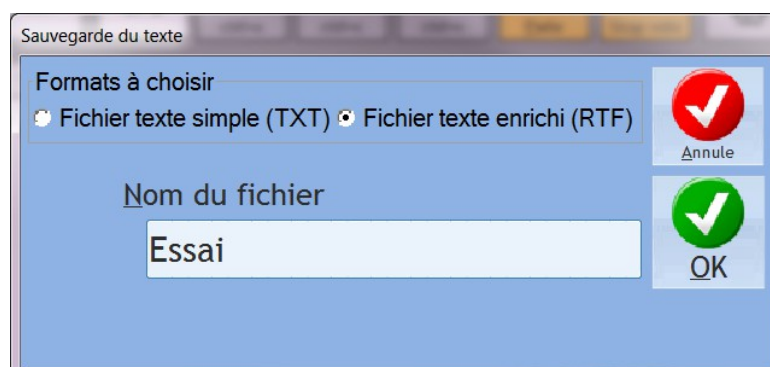 Sauvegarde du texte
Formats à choisir
Fichier texte simple (TXT) Fichier texte enrichi (RTF)
Annule
Nom du fichier
Essai
OK